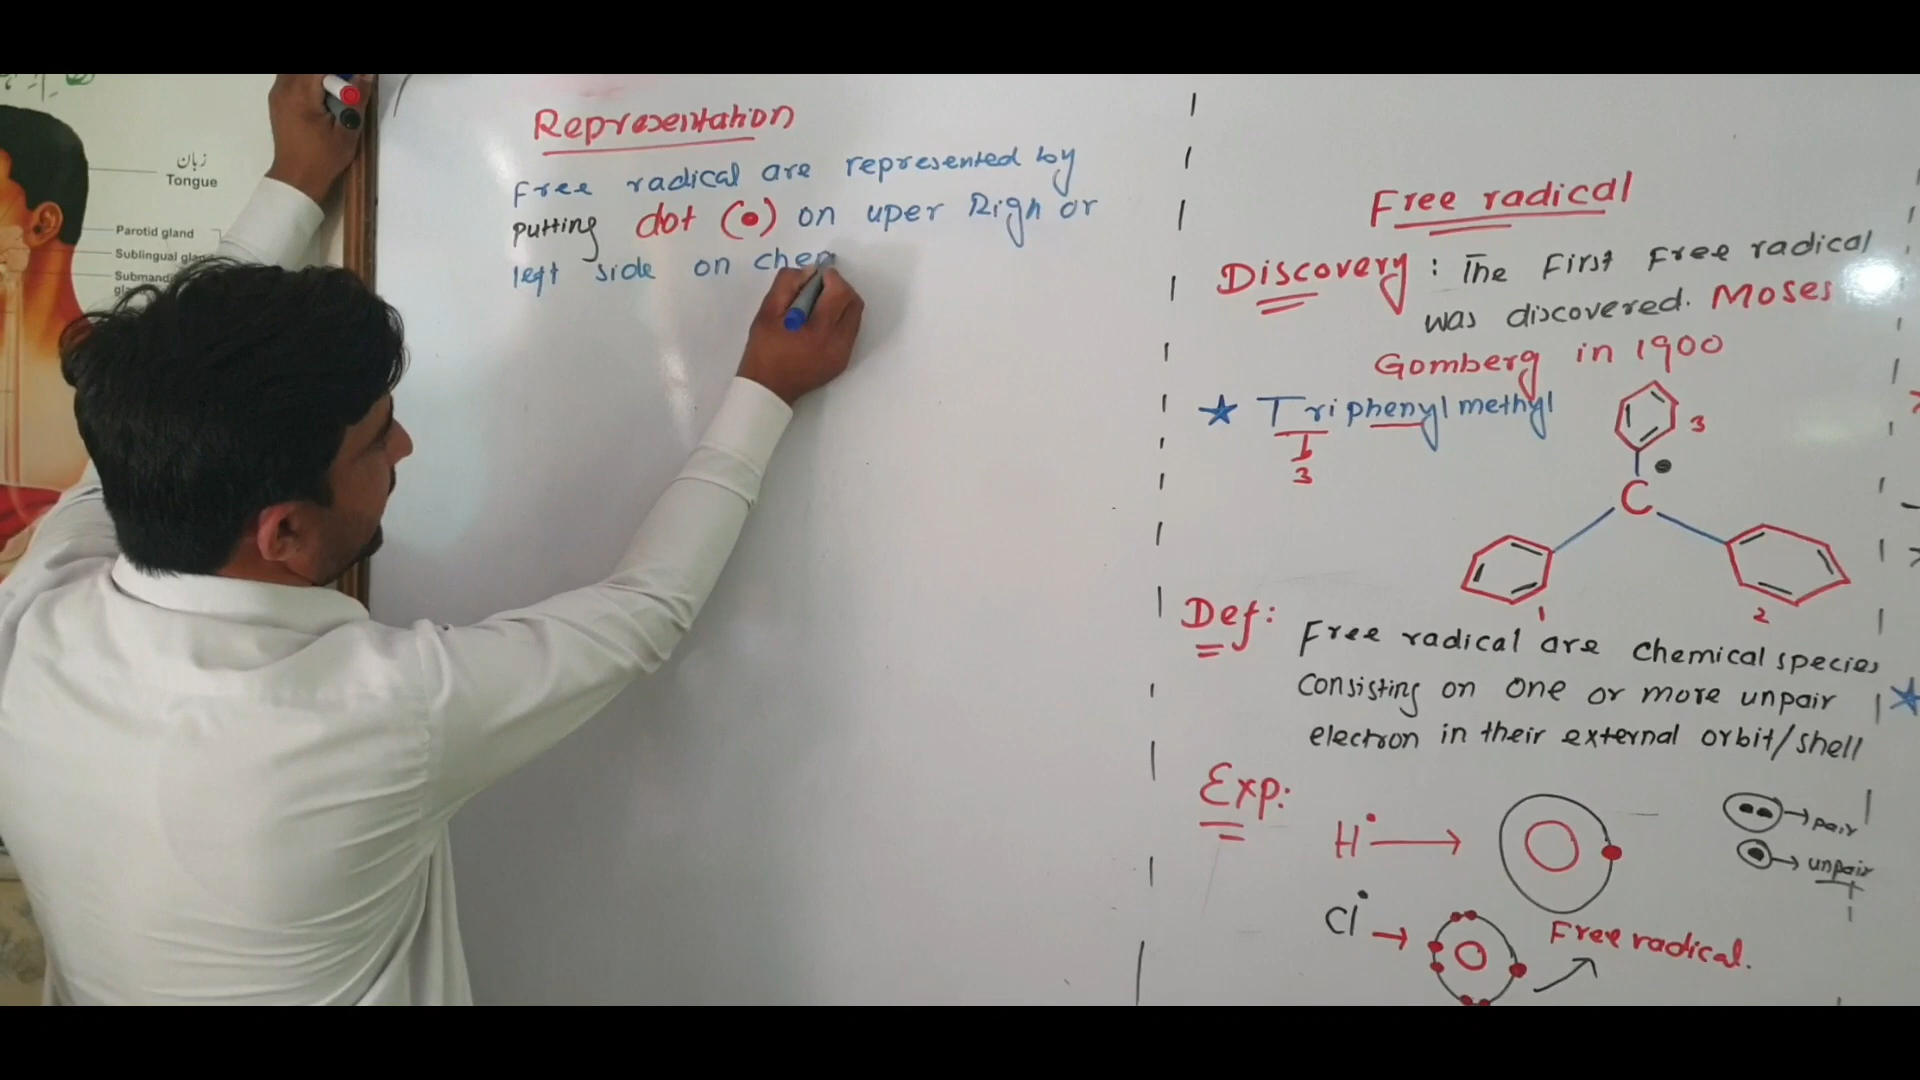 زبان
Tongue
Parotid gland
Sublingual
Representation
Free radical are represented by
putting dot (•) on uper Righ or
left side on chem
Free radical
Discovery : The First Free radical
was discovered. Moses
Gomberg in 1900
★ Triphenyl methyl
3
3
C
1
2
Def: Free radical are chemical species
Consisting on one or more unpair
electron in their external orbit/shell
Exp:
H• →
→ pair
→ unpair
Cl• →
Free radical.